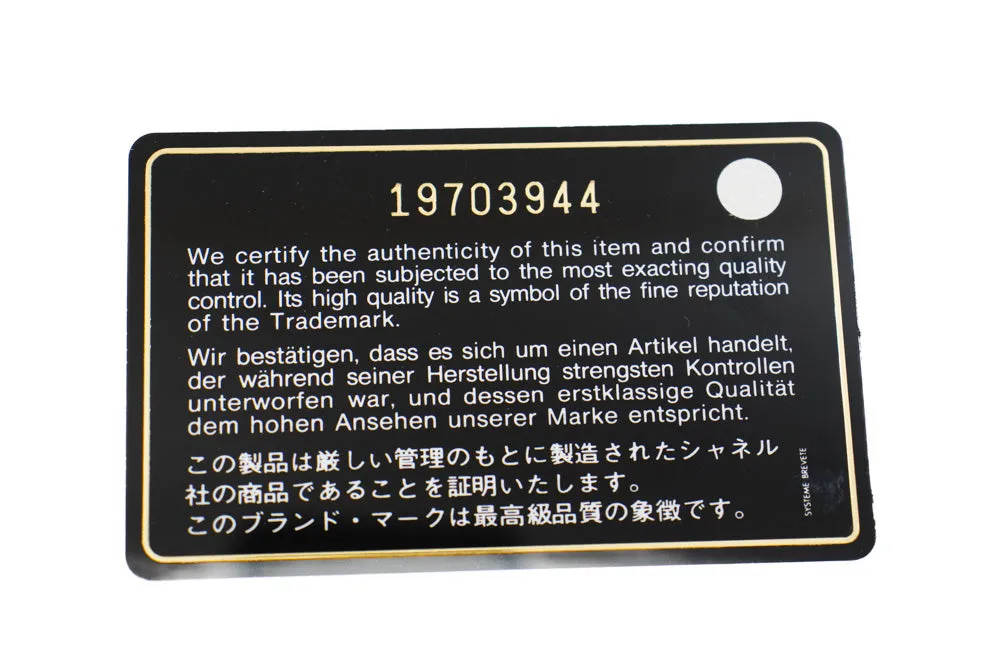 19703944
We certify the authenticity of this item and confirm
that it has been subjected to the most exacting quality
control. Its high quality is a symbol of the fine reputation
of the Trademark.
Wir bestätigen, dass es sich um einen Artikel handelt,
der während seiner Herstellung strengsten Kontrollen
unterworfen war, und dessen erstklassige Qualität
dem hohen Ansehen unserer Marke entspricht.
この製品は厳しい管理のもとに製造されたシャネル
社の商品であることを証明いたします。
このブランド・マークは最高級品質の象徴です。
SYSTEME BREVETE